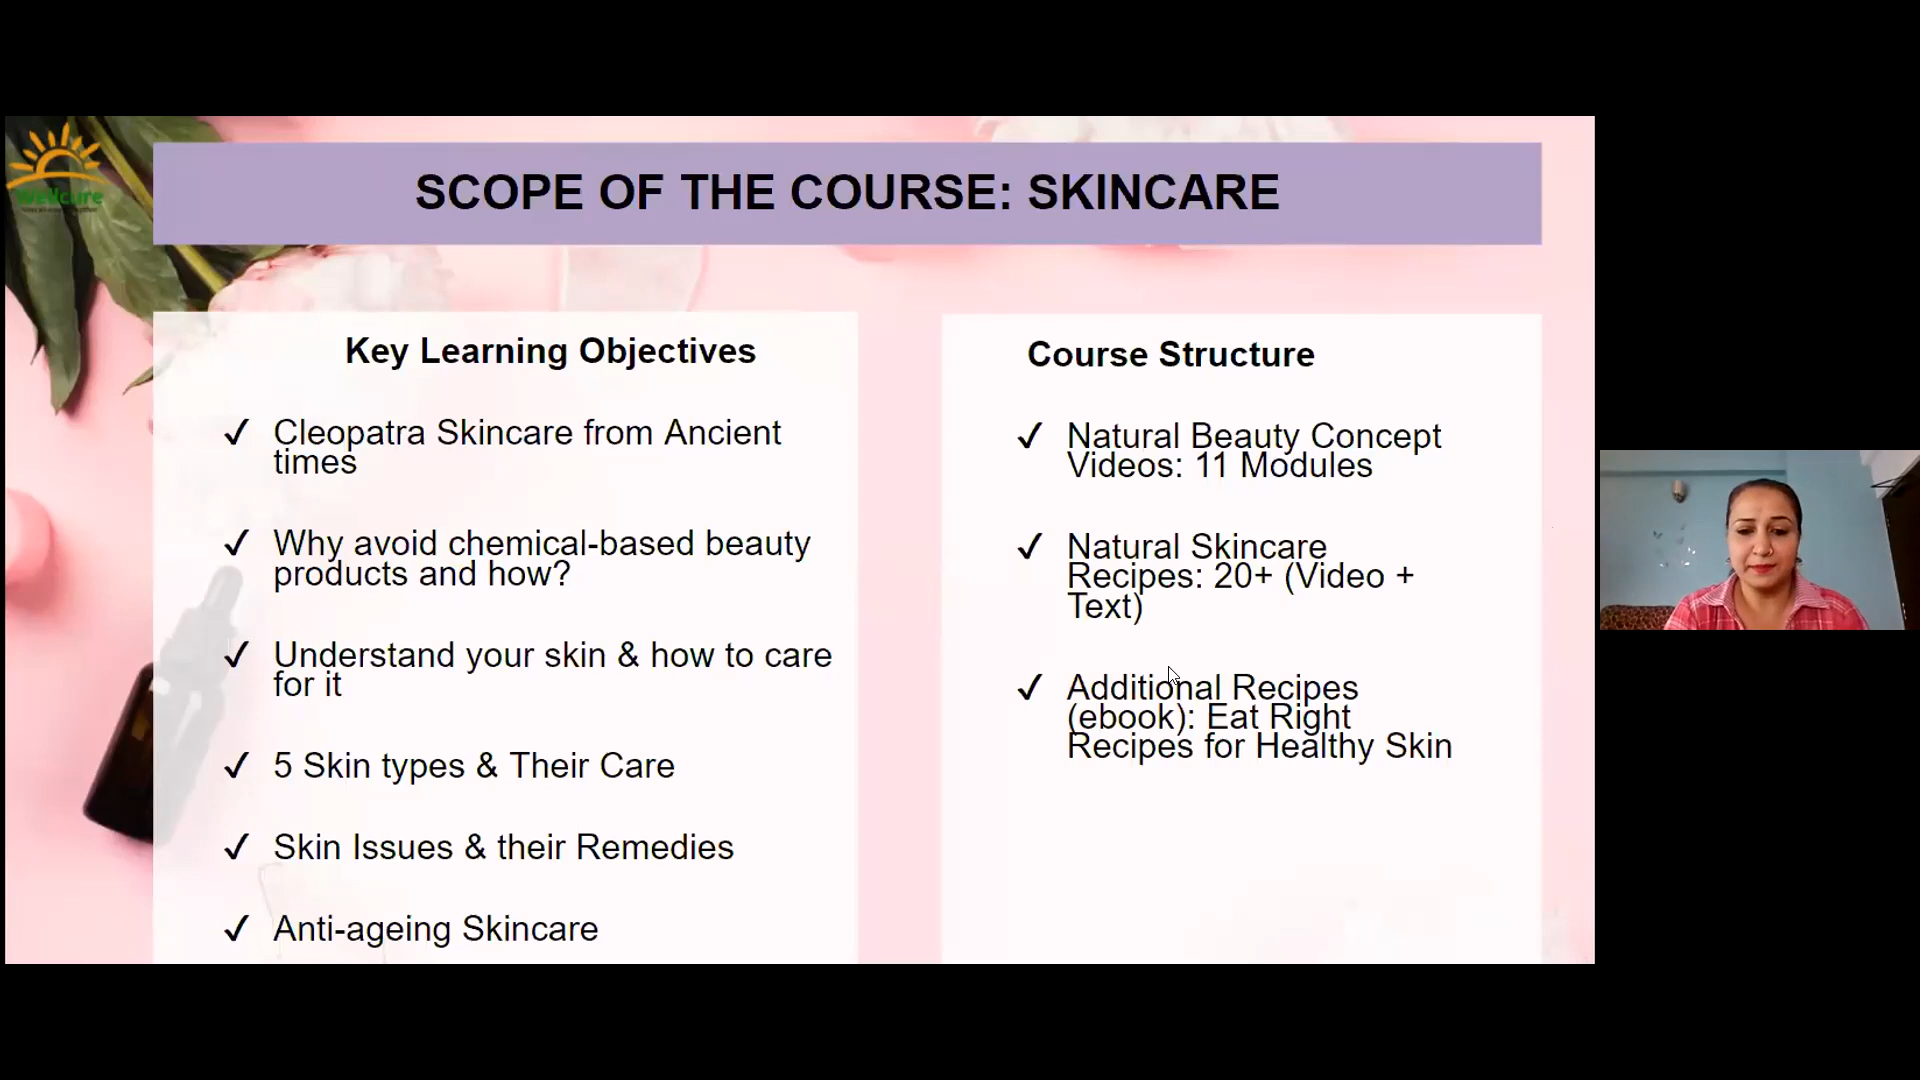 Wellcure
SCOPE OF THE COURSE: SKINCARE
Key Learning Objectives
✓ Cleopatra Skincare from Ancient
times
✓ Why avoid chemical-based beauty
products and how?
✓ Understand your skin & how to care
for it
✓ 5 Skin types & Their Care
✓ Skin Issues & their Remedies
✓ Anti-ageing Skincare
Course Structure
✓ Natural Beauty Concept
Videos: 11 Modules
✓ Natural Skincare
Recipes: 20+ (Video +
Text)
✓ Additional Recipes
(ebook): Eat Right
Recipes for Healthy Skin